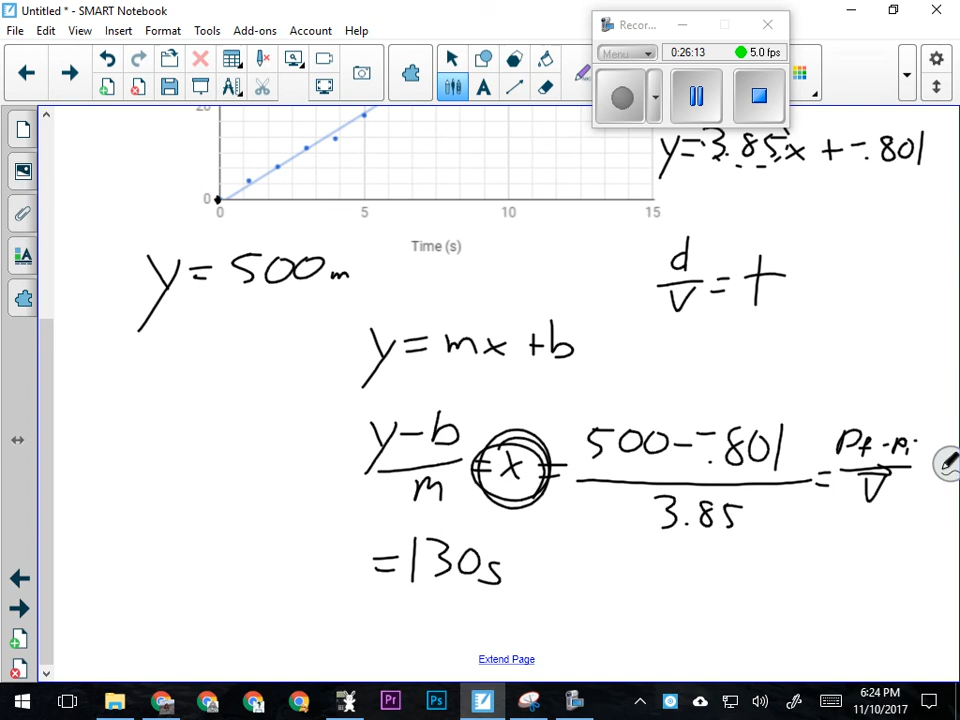 Untitled * - SMART Notebook
File Edit View Insert Format Tools Add-ons Account Help
Recor...
Menu 0:26:13 5.0 fps
20
0
0 5 10 15
Time (s)
y=3.85x + -.801
y = 500m
d/v = t
y = mx + b
(y-b)/m = x = (500--.801)/3.85 = (Pf-Pi)/V
=130s
Extend Page
6:24 PM
11/10/2017